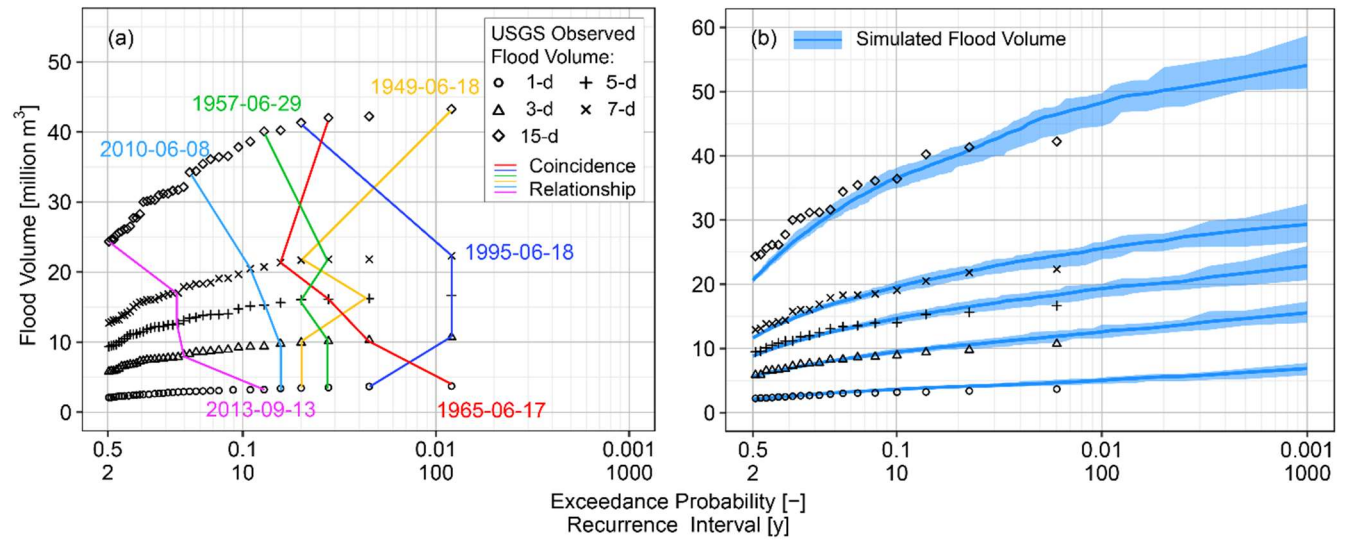 (a)
USGS Observed
Flood Volume:
1-d
5-d
3-d
7-d
15-d
Coincidence
Relationship
1949-06-18
1957-06-29
2010-06-08
1995-06-18
2013-09-13
1965-06-17
Flood Volume [million m³]
50
40
30
20
10
0
0.5 0.1 0.01 0.001
2 10 100 1000
(b)
Simulated Flood Volume
60
50
40
30
20
10
0
0.5 0.10 0.01 0.001
2 10 100 1000
Exceedance Probability [−]
Recurrence Interval [y]